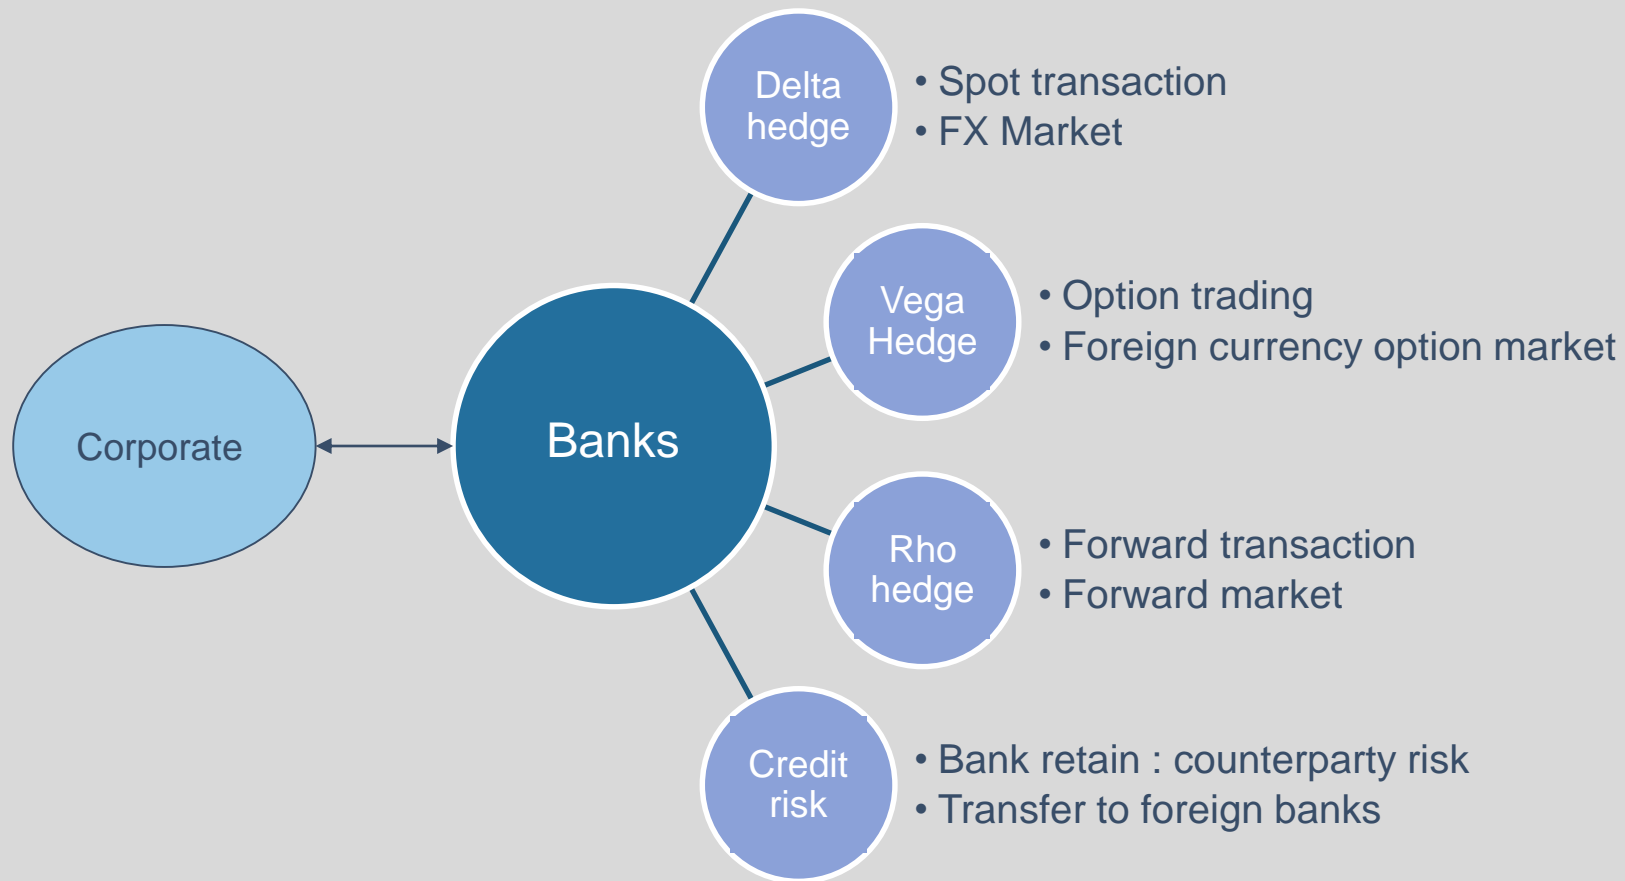 Delta
hedge
• Spot transaction
• FX Market
Vega
Hedge
• Option trading
• Foreign currency option market
Corporate
Banks
Rho
hedge
• Forward transaction
• Forward market
Credit
risk
• Bank retain : counterparty risk
• Transfer to foreign banks